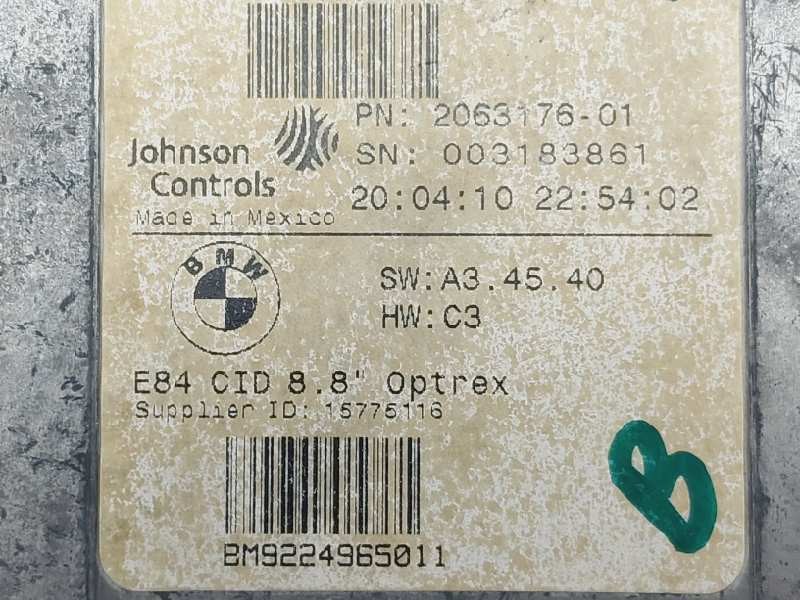 PN: 2063176-01
Johnson Controls
SN: 003183861
20:04:10 22:54:02
Made in Mexico
BMW
SW:A3.45.40
HW:C3
E84 CID 8.8" Optrex
Supplier ID: 15775116
B
BM9224965011